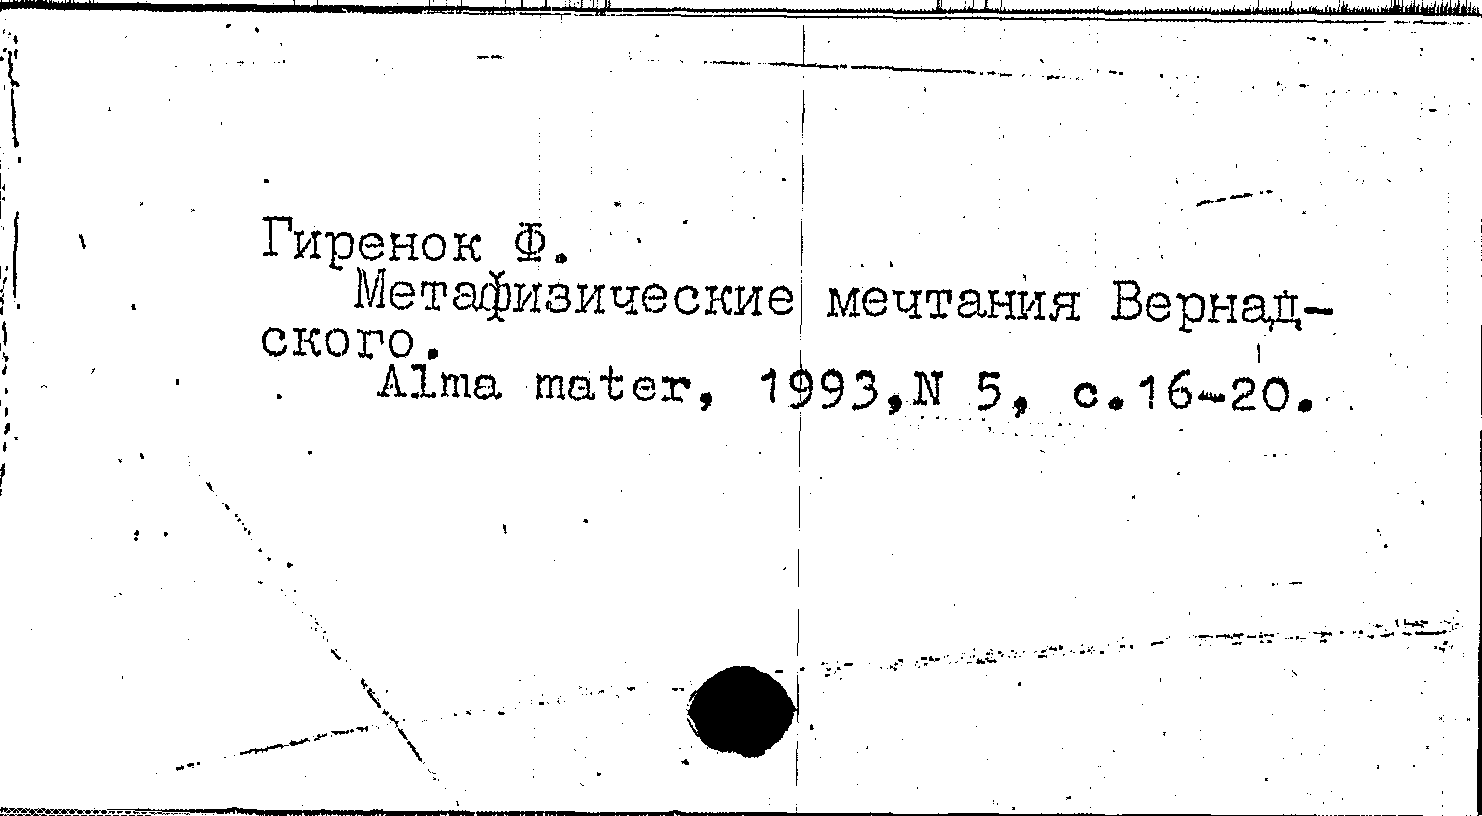 Гиренок Ф.
Метафизические мечтания Вернад-
ского.
Alma mater, 1993,N 5, с.16-20.